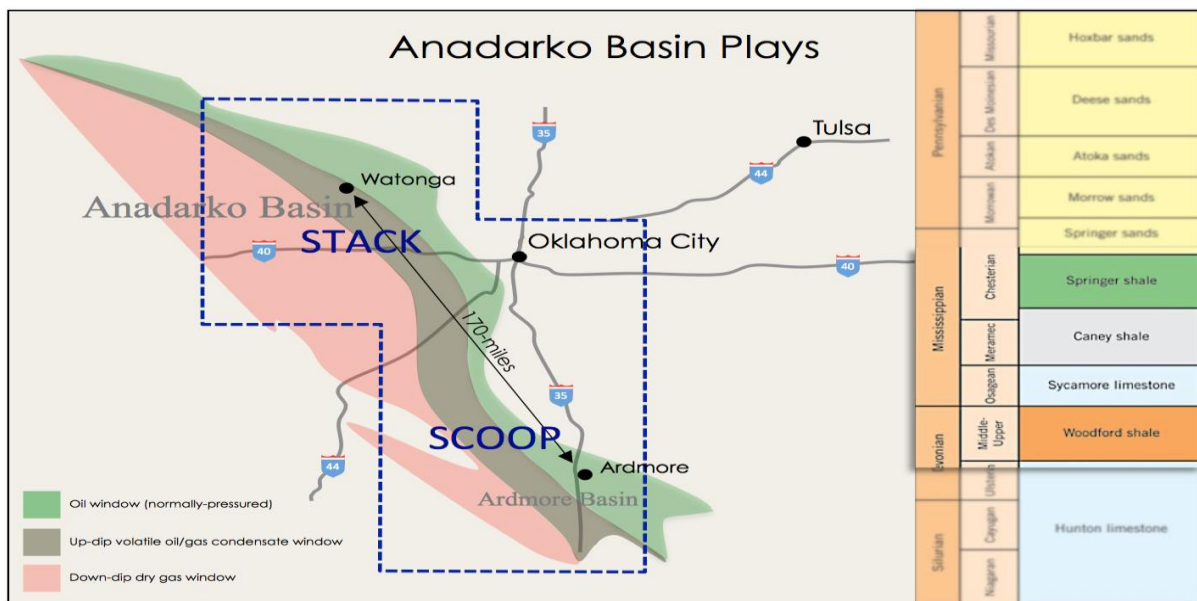 Anadarko Basin Plays
35
Tulsa
44
Watonga
Anadarko Basin
STACK
Oklahoma City
40
40
170-miles
35
SCOOP
Ardmore
44
Ardmore Basin
Oil window (normally-pressured)
Up-dip volatile oil/gas condensate window
Down-dip dry gas window
Pennsylvanian
Missourian
Hoxbar sands
Des Monesian
Deese sands
Atokan
Atoka sands
Morrowan
Morrow sands
Springer sands
Mississippian
Chesterian
Springer shale
Meramec
Caney shale
Osagean
Sycamore limestone
evonian
Middle-
Upper
Woodford shale
Ulsterin
Hunton limestone
Silurian
Cayugan
Niagaran